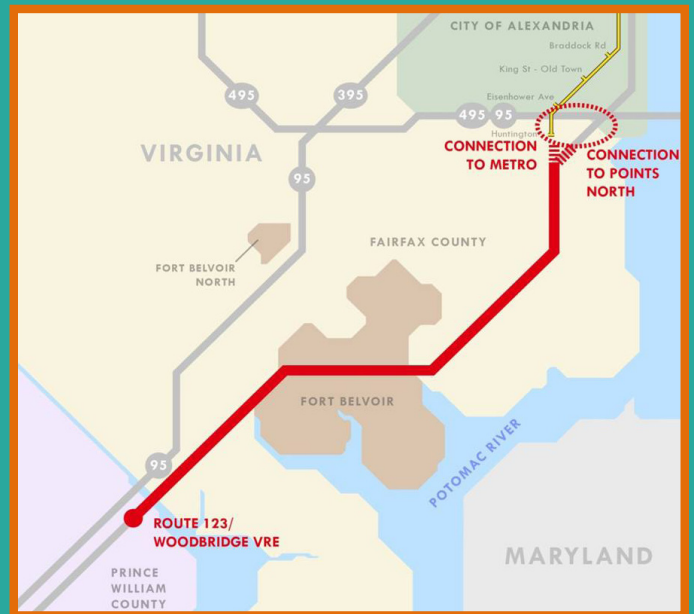 CITY OF ALEXANDRIA
Braddock Rd
King St - Old Town
Eisenhower Ave
495
395
495
95
Huntington
CONNECTION
TO METRO
CONNECTION
TO POINTS
NORTH
VIRGINIA
95
FAIRFAX COUNTY
FORT BELVOIR
NORTH
FORT BELVOIR
POTOMAC RIVER
95
ROUTE 123/
WOODBRIDGE VRE
MARYLAND
PRINCE
WILLIAM
COUNTY